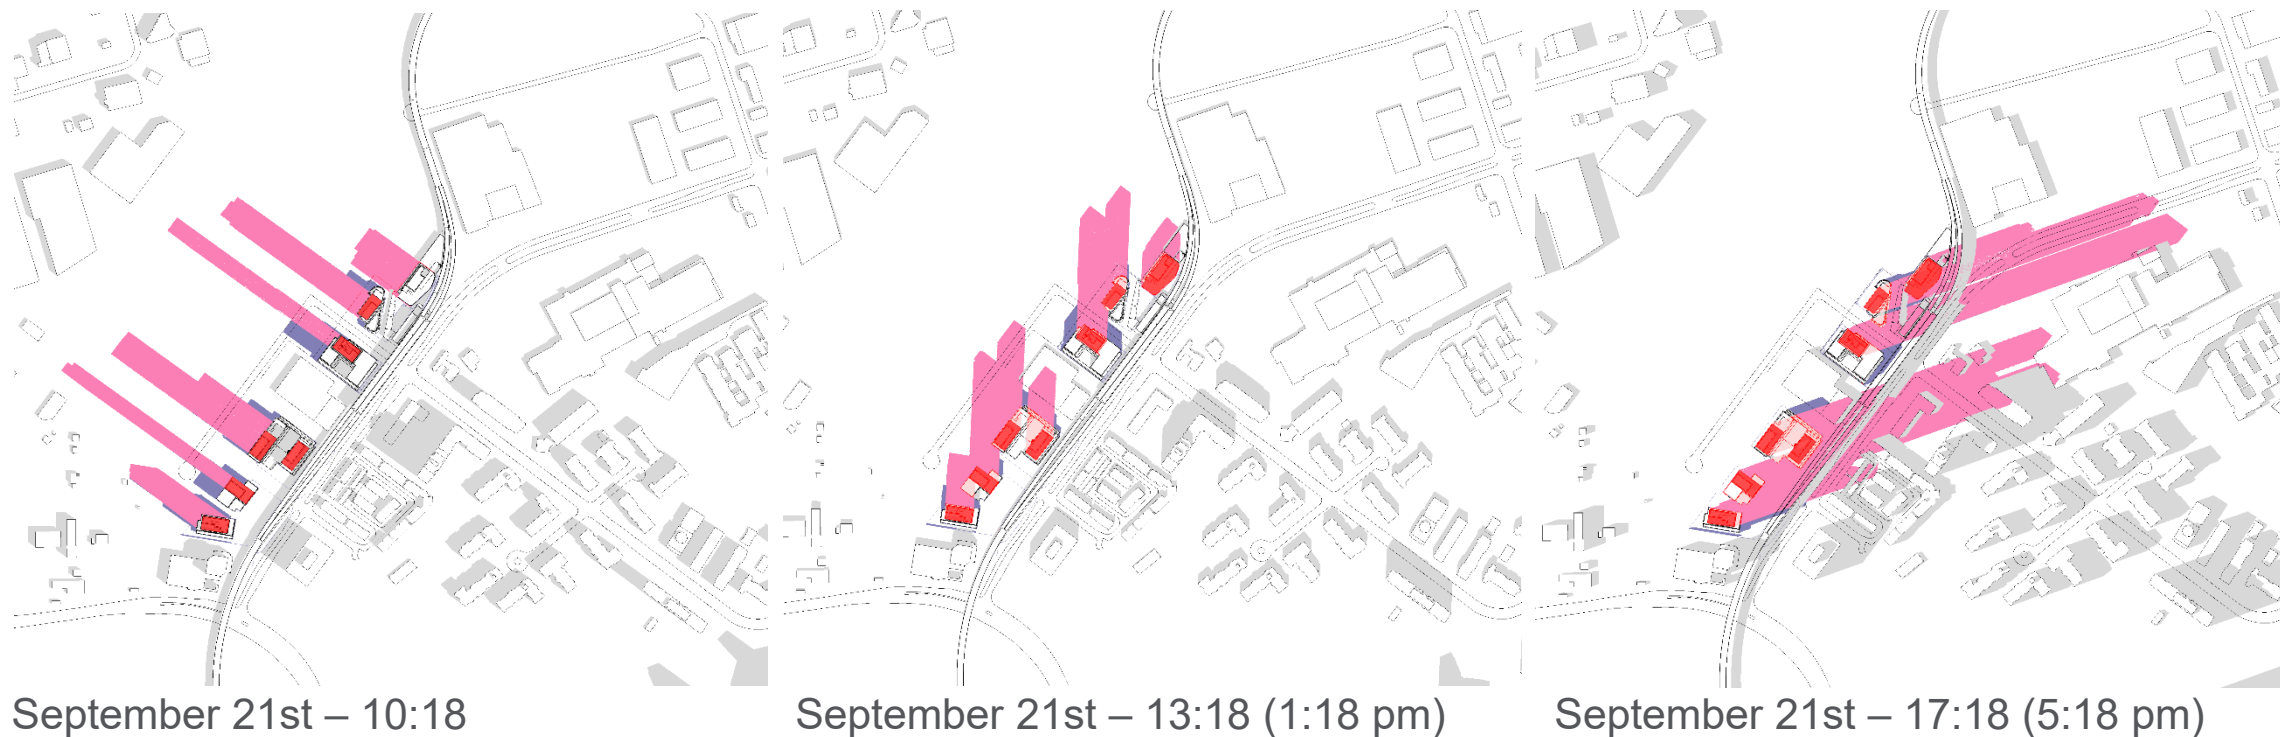 September 21st – 10:18
September 21st – 13:18 (1:18 pm)
September 21st – 17:18 (5:18 pm)